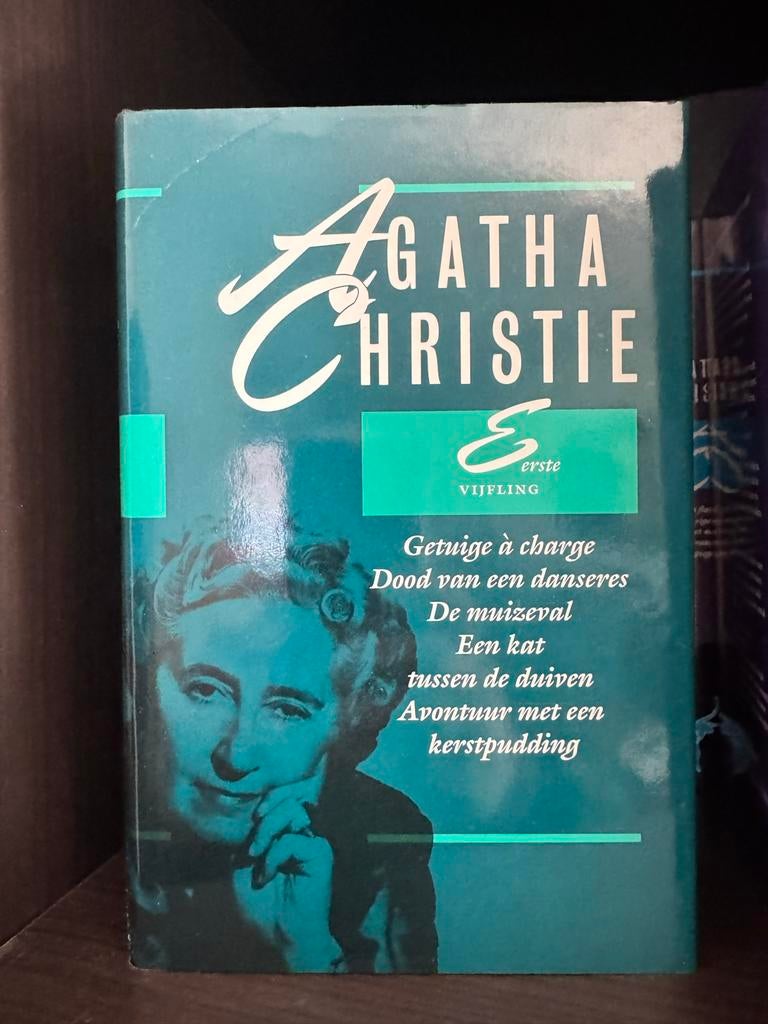 AGATHA
CHRISTIE
Eerste
VIJFLING
Getuige à charge
Dood van een danseres
De muizeval
Een kat
tussen de duiven
Avontuur met een
kerstpudding